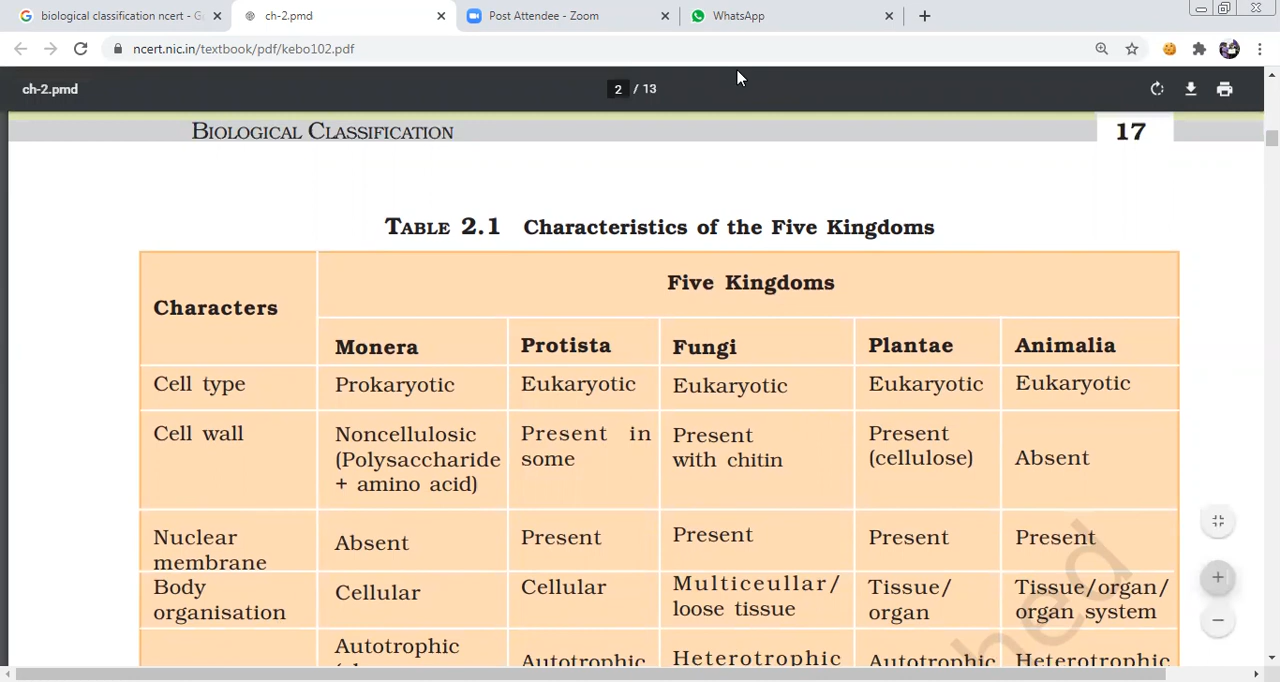 biological classification ncert - G
ch-2.pmd
Post Attendee - Zoom
WhatsApp
ncert.nic.in/textbook/pdf/kebo102.pdf
ch-2.pmd
2 / 13
BIOLOGICAL CLASSIFICATION
17
TABLE 2.1 Characteristics of the Five Kingdoms
Characters
Five Kingdoms
Monera
Protista
Fungi
Plantae
Animalia
Cell type
Prokaryotic
Eukaryotic
Eukaryotic
Eukaryotic
Eukaryotic
Cell wall
Noncellulosic
(Polysaccharide
+ amino acid)
Present in
some
Present
with chitin
Present
(cellulose)
Absent
Nuclear
membrane
Absent
Present
Present
Present
Present
Body
organisation
Cellular
Cellular
Multiceullar/
loose tissue
Tissue/
organ
Tissue/organ/
organ system
Autotrophic
Autotrophic
Heterotrophic
Autotrophic
Heterotrophic
hed